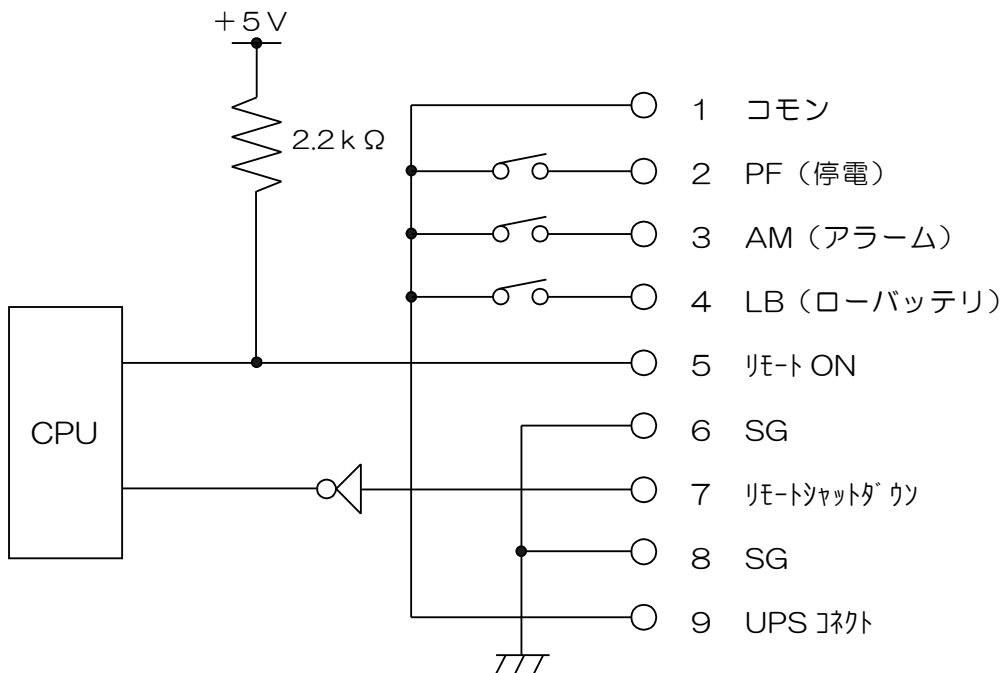 +5V
2.2kΩ
1 コモン
2 PF(停電)
3 AM(アラーム)
4 LB(ローバッテリ)
5 ﾘﾓｰﾄ ON
CPU
6 SG
7 ﾘﾓｰﾄｼｬｯﾄﾀﾞｳﾝ
8 SG
9 UPS ｺﾈｸﾄ